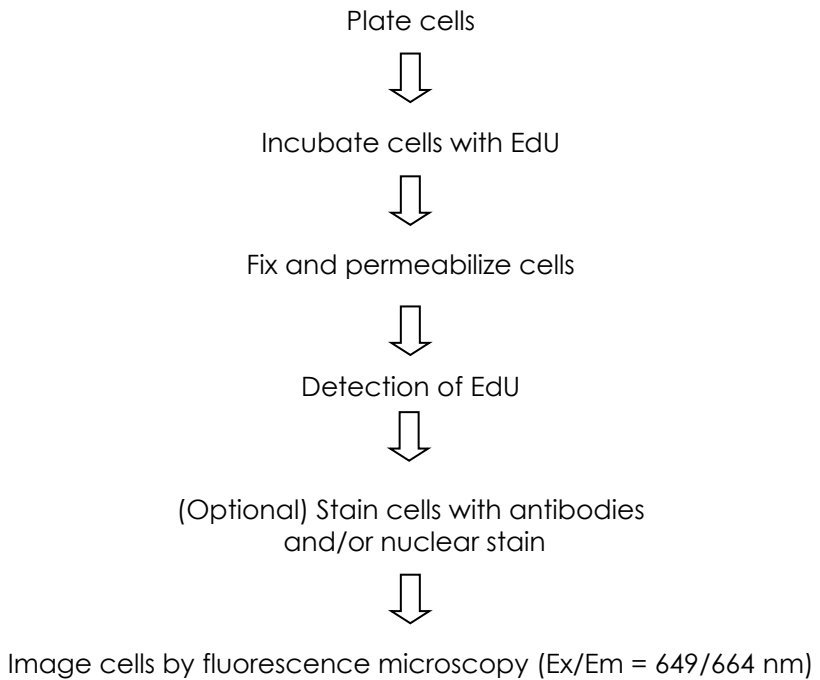 Plate cells
Incubate cells with EdU
Fix and permeabilize cells
Detection of EdU
(Optional) Stain cells with antibodies
and/or nuclear stain
Image cells by fluorescence microscopy (Ex/Em = 649/664 nm)